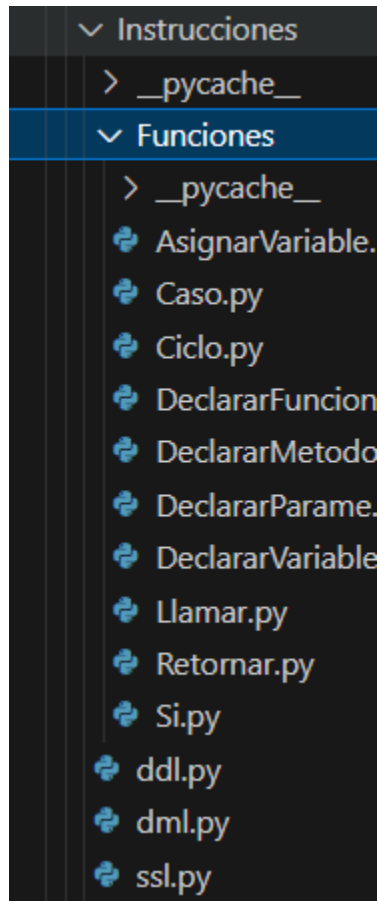 Instrucciones
__pycache__
Funciones
__pycache__
AsignarVariable.
Caso.py
Ciclo.py
DeclararFuncion
DeclararMetodo
DeclararParame.
DeclararVariable
Llamar.py
Retornar.py
Si.py
ddl.py
dml.py
ssl.py